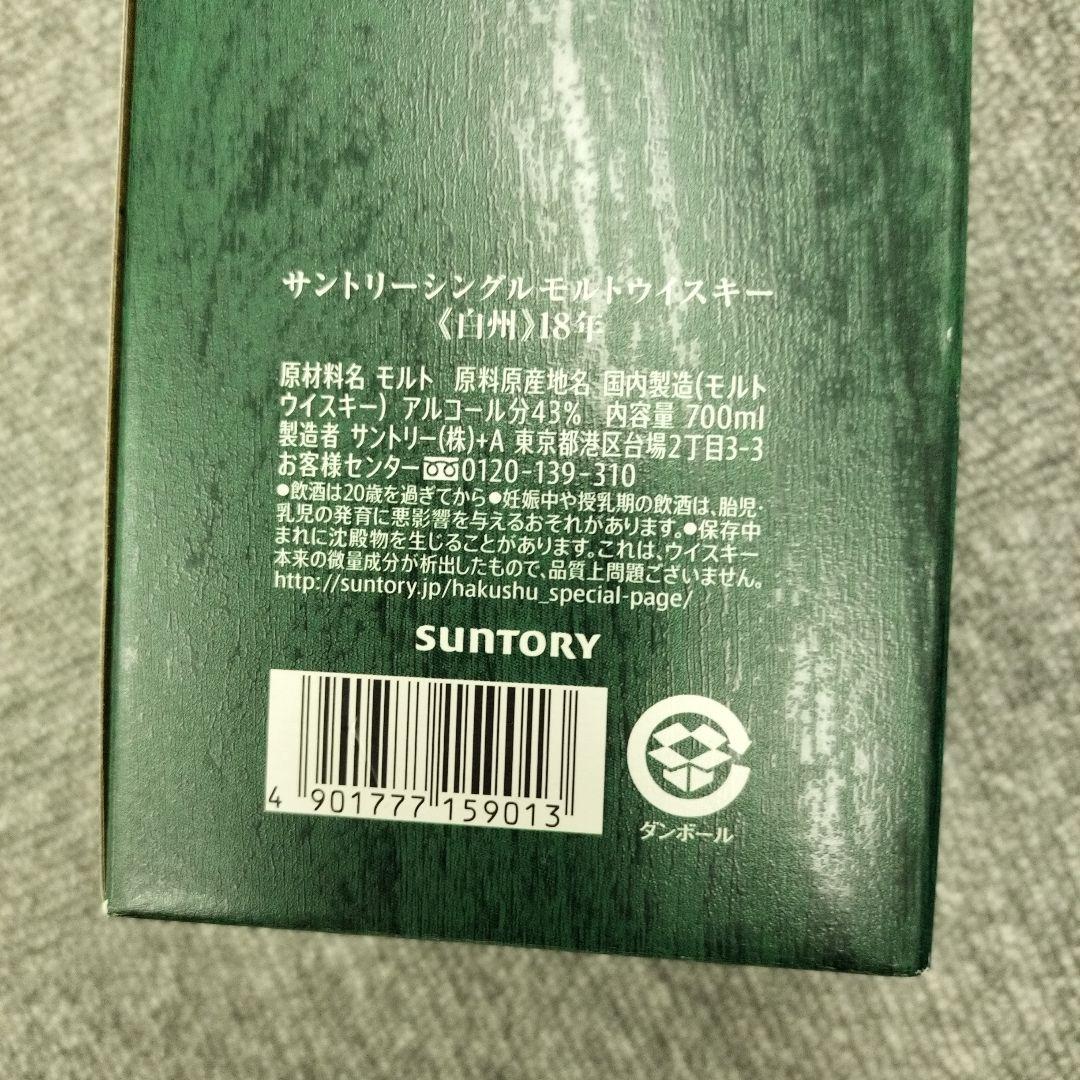 サントリーシングルモルトウイスキー
《白州》18年
原材料名 モルト 原料原産地名 国内製造(モルト
ウイスキー) アルコール分43% 内容量 700ml
製造者 サントリー(株)+A 東京都港区台場2丁目3-3
お客様センター 0120-139-310
●飲酒は20歳を過ぎてから●妊娠中や授乳期の飲酒は、胎児・
乳児の発育に悪影響を与えるおそれがあります。●保存中
まれに沈殿物を生じることがあります。これは、ウイスキー
本来の微量成分が析出したもので、品質上問題ございません。
http://suntory.jp/hakushu_special-page/
SUNTORY
4 901777 159013
ダンボール